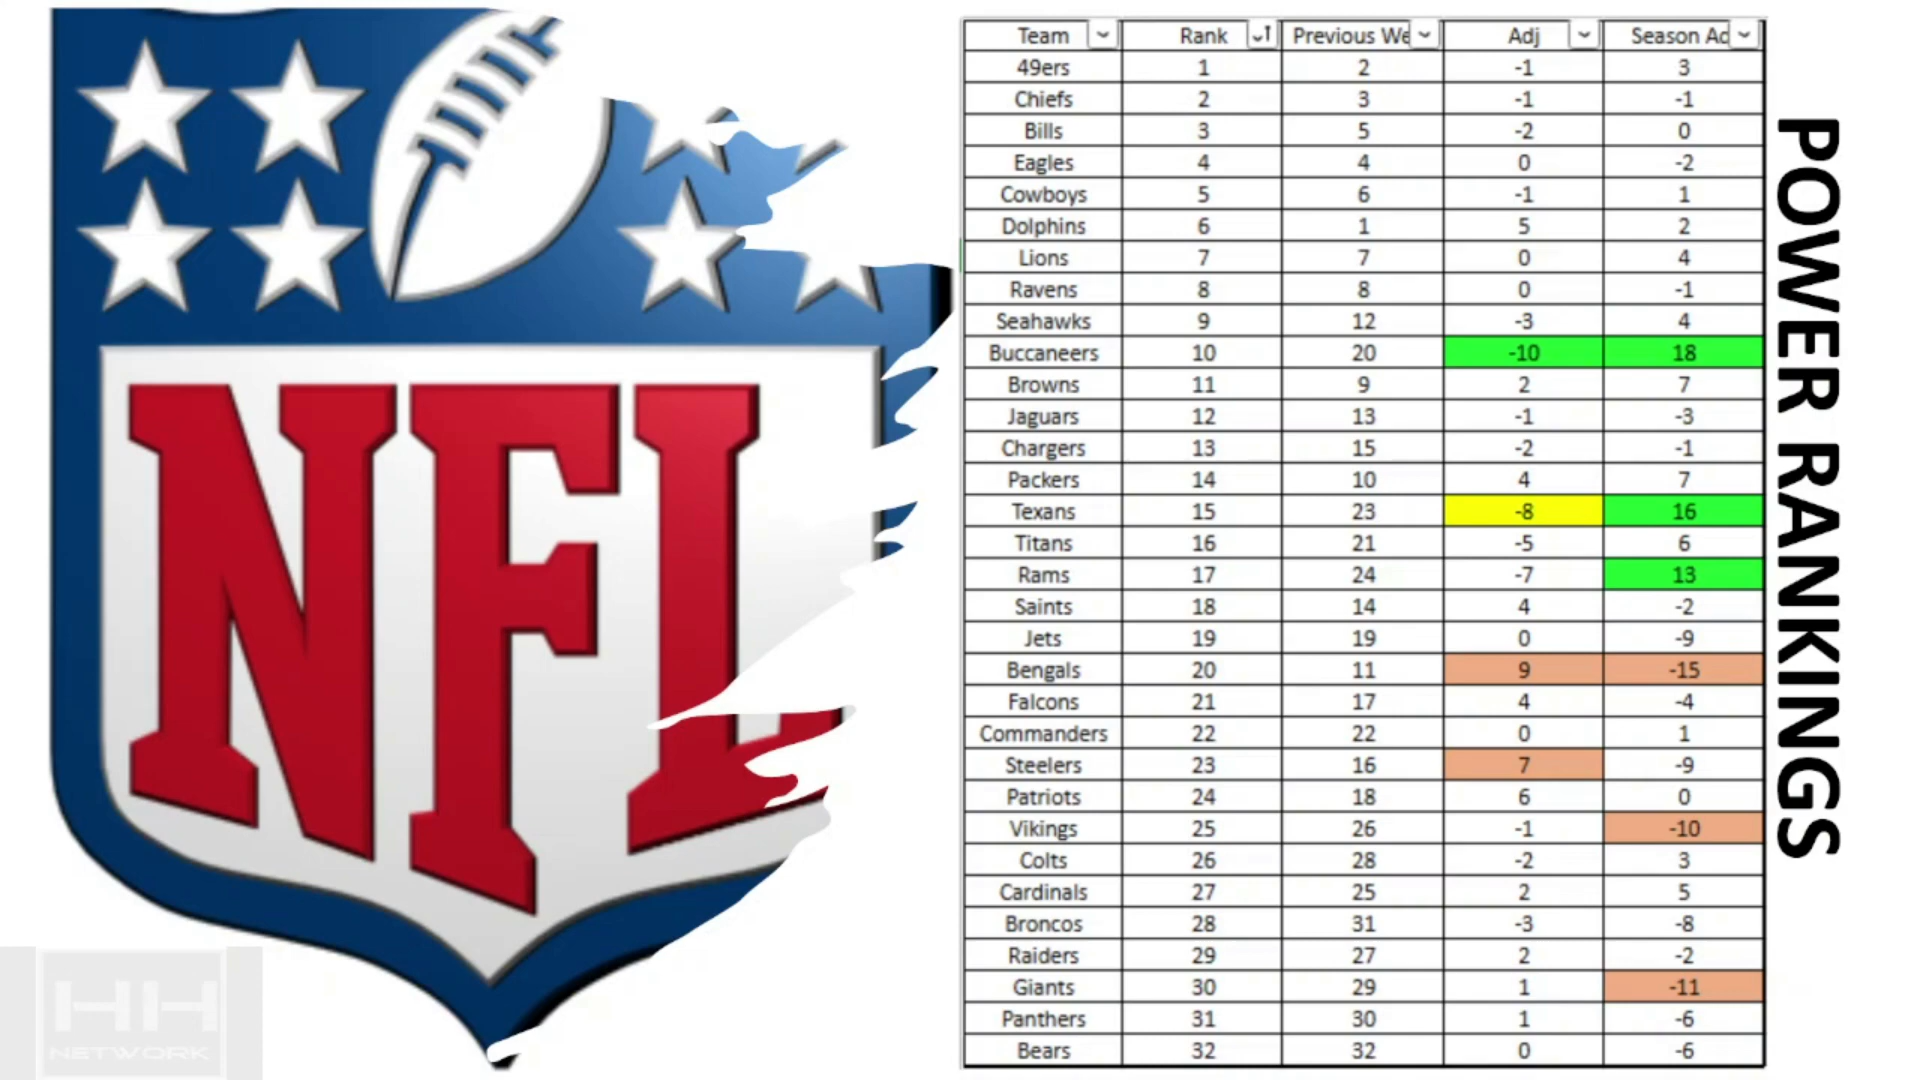 NFL
Team Rank Previous We Adj Season Ad
49ers 1 2 -1 3
Chiefs 2 3 -1 -1
Bills 3 5 -2 0
Eagles 4 4 0 -2
Cowboys 5 6 -1 1
Dolphins 6 1 5 2
Lions 7 7 0 4
Ravens 8 8 0 -1
Seahawks 9 12 -3 4
Buccaneers 10 20 -10 18
Browns 11 9 2 7
Jaguars 12 13 -1 -3
Chargers 13 15 -2 -1
Packers 14 10 4 7
Texans 15 23 -8 16
Titans 16 21 -5 6
Rams 17 24 -7 13
Saints 18 14 4 -2
Jets 19 19 0 -9
Bengals 20 11 9 -15
Falcons 21 17 4 -4
Commanders 22 22 0 1
Steelers 23 16 7 -9
Patriots 24 18 6 0
Vikings 25 26 -1 -10
Colts 26 28 -2 3
Cardinals 27 25 2 5
Broncos 28 31 -3 -8
Raiders 29 27 2 -2
Giants 30 29 1 -11
Panthers 31 30 1 -6
Bears 32 32 0 -6
POWER RANKINGS
HH
NETWORK